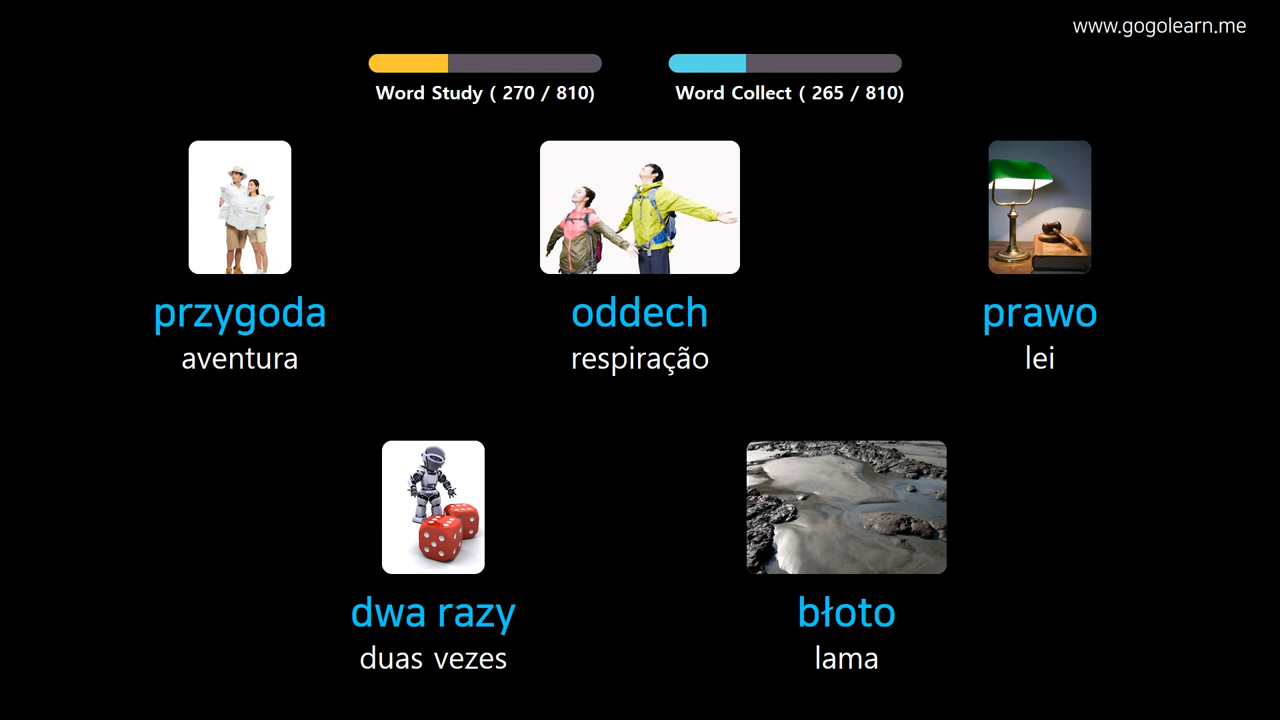 www.gogolearn.me
Word Study ( 270 / 810)
Word Collect ( 265 / 810)
przygoda
aventura
oddech
respiração
prawo
lei
dwa razy
duas vezes
błoto
lama